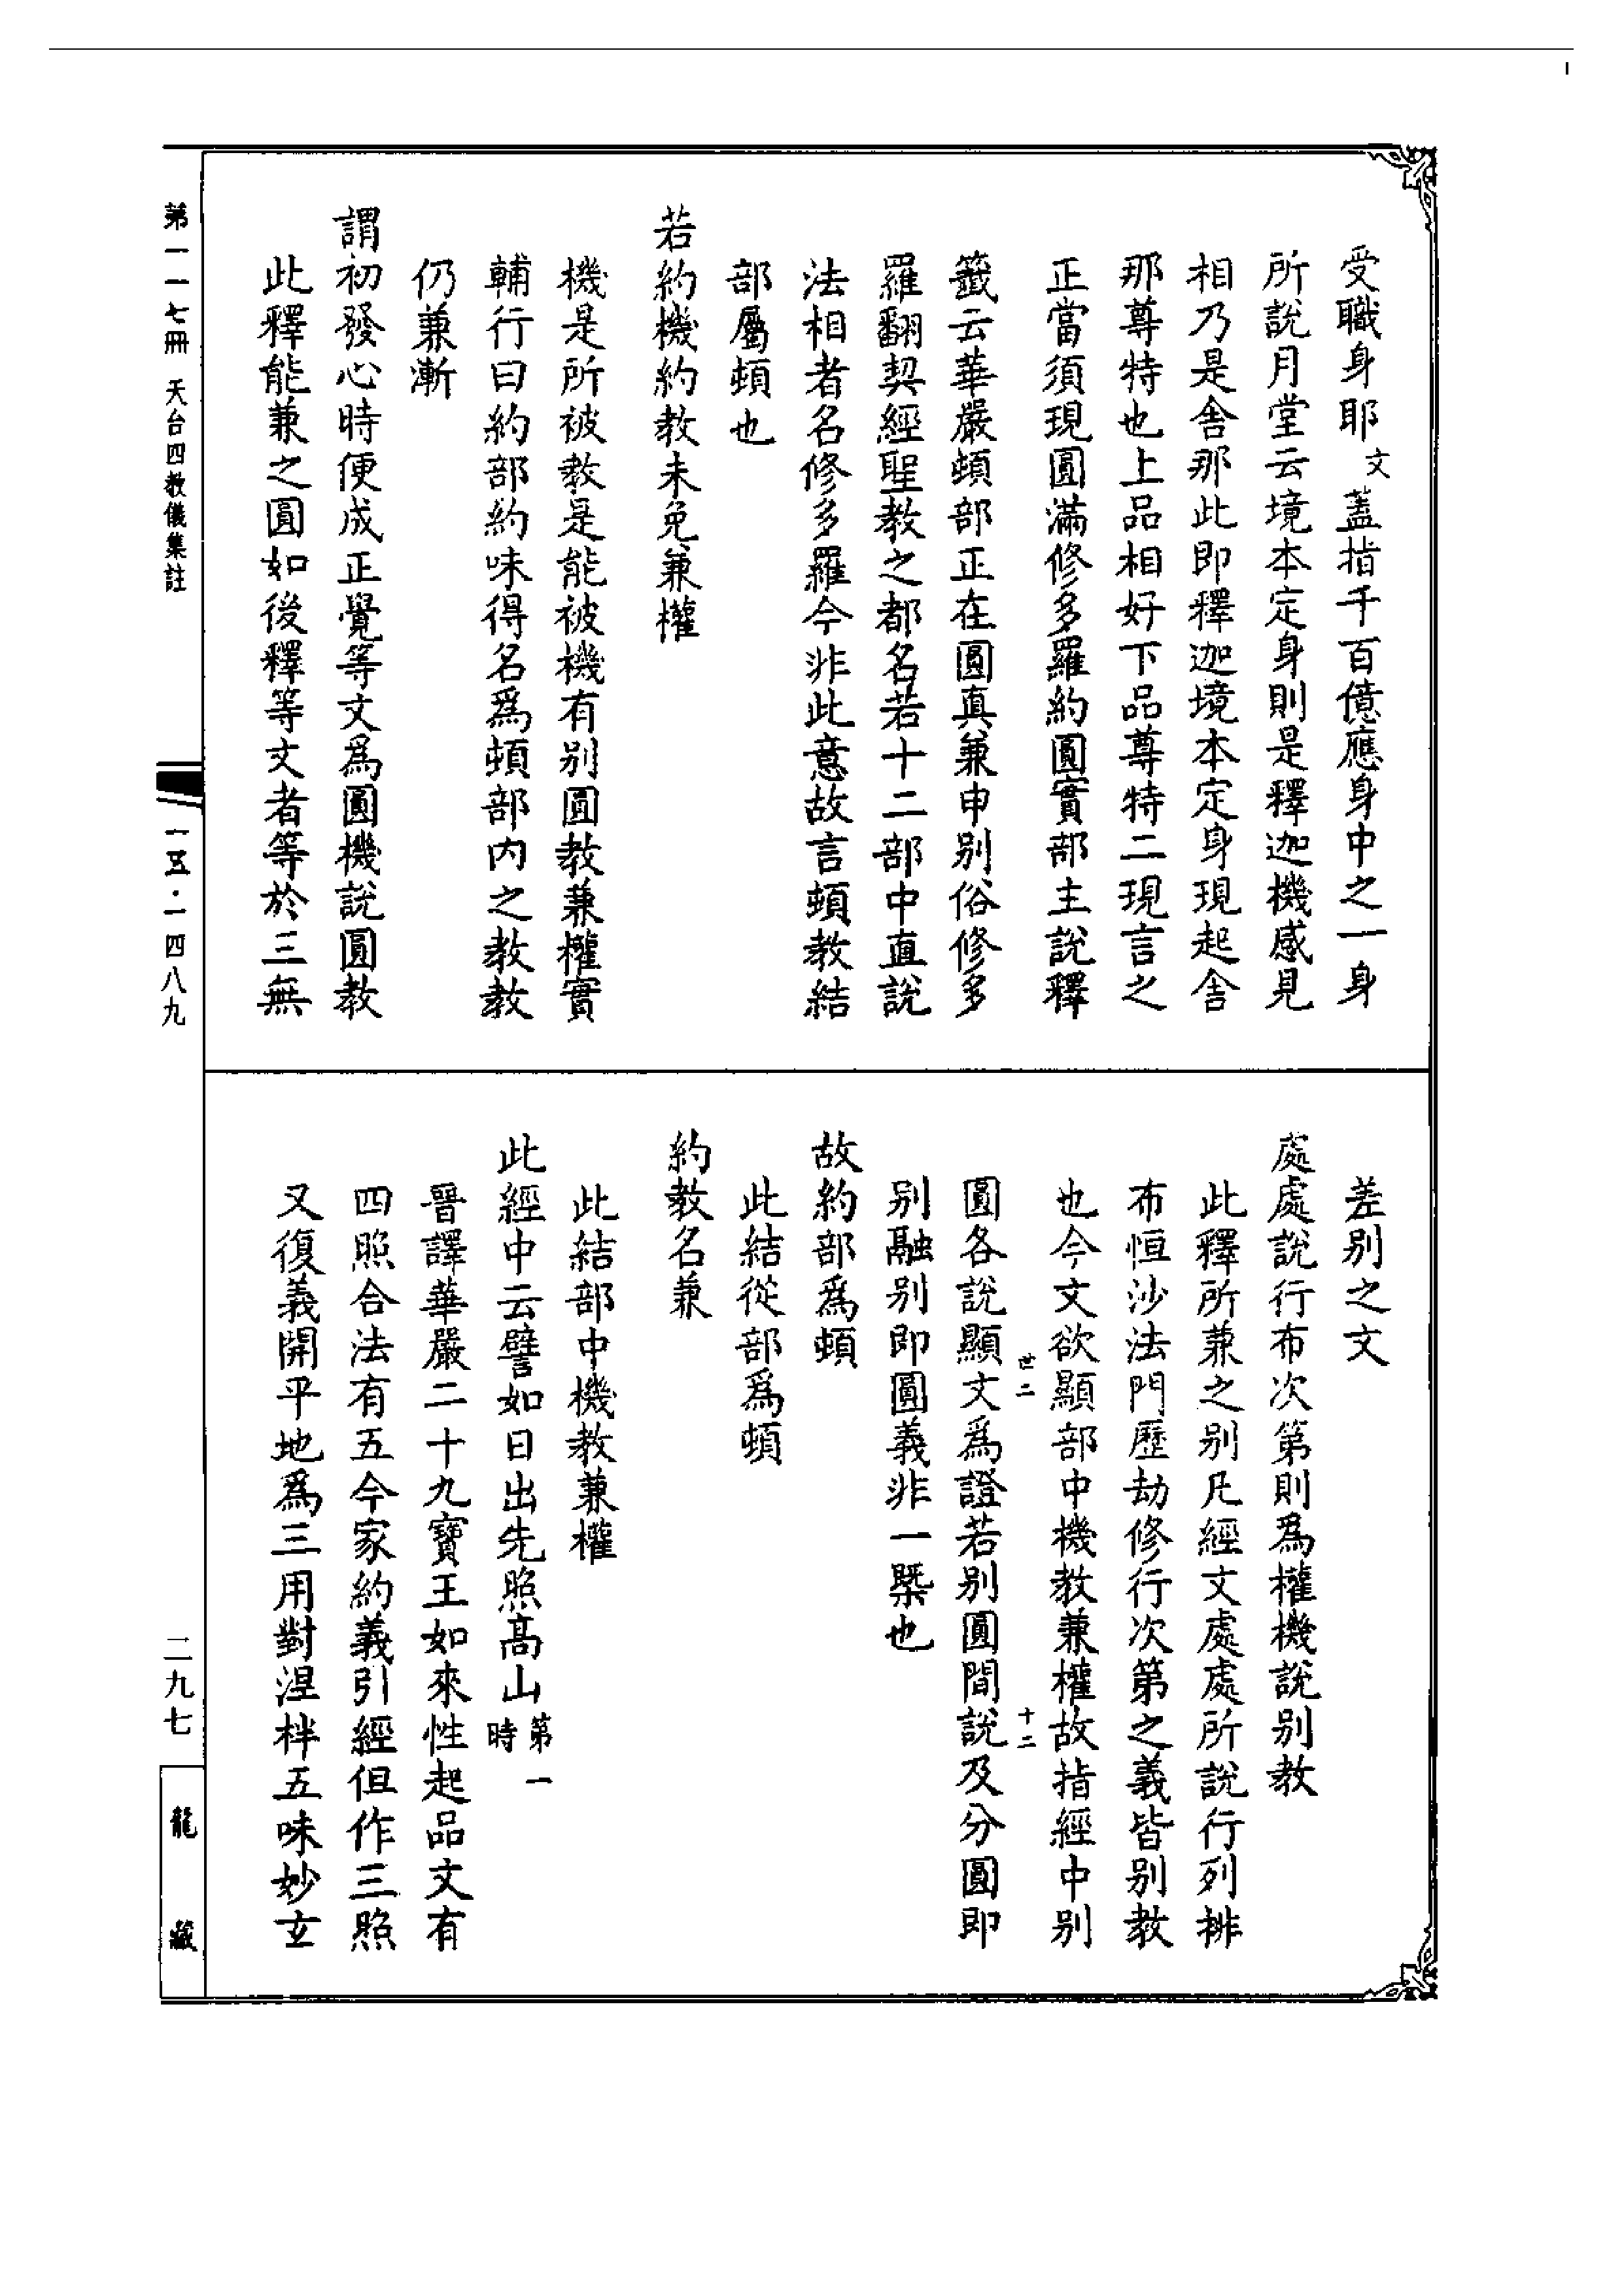 受職身耶文蓋指千百億應身中之一身
所說月堂云境本定身則是釋迦機感見
相乃是舍那此即釋迦境本定身現起舍
那尊特也上品相好下品尊特二現言之
正當須現圓滿修多羅約圓實部主說釋
籤云華嚴頓部正在圓真兼申別俗修多
羅翻契經聖教之都名若十二部中直說
法相者名修多羅今非此意故言頓教結
部屬頓也
若約機約教未免兼權
機是所被教是能被機有別圓教兼權實
輔行曰約部約味得名爲頓部內之教教
仍兼漸
謂初發心時便成正覺等文爲圓機說圓教
此釋能兼之圓如後釋等文者等於三無
差別之文
處處說行布次第則爲權機說別教
此釋所兼之別凡經文處處所說行列排
布恒沙法門歷劫修行次第之義皆別教
也今文欲顯部中機教兼權故指經中別
世二 十二
圓各說顯文爲證若別圓間說及分圓即
別融別即圓義非一槩也
故約部爲頓
此結從部爲頓
約教名兼
此結部中機教兼權
此經中云譬如日出先照高山第一時
晉譯華嚴二十九寶王如來性起品文有
四照合法有五今家約義引經但作三照
又復義開平地爲三用對涅槃五味妙玄
第一一七冊 天台四教儀集註
一五·一四八九
二九七
龍藏